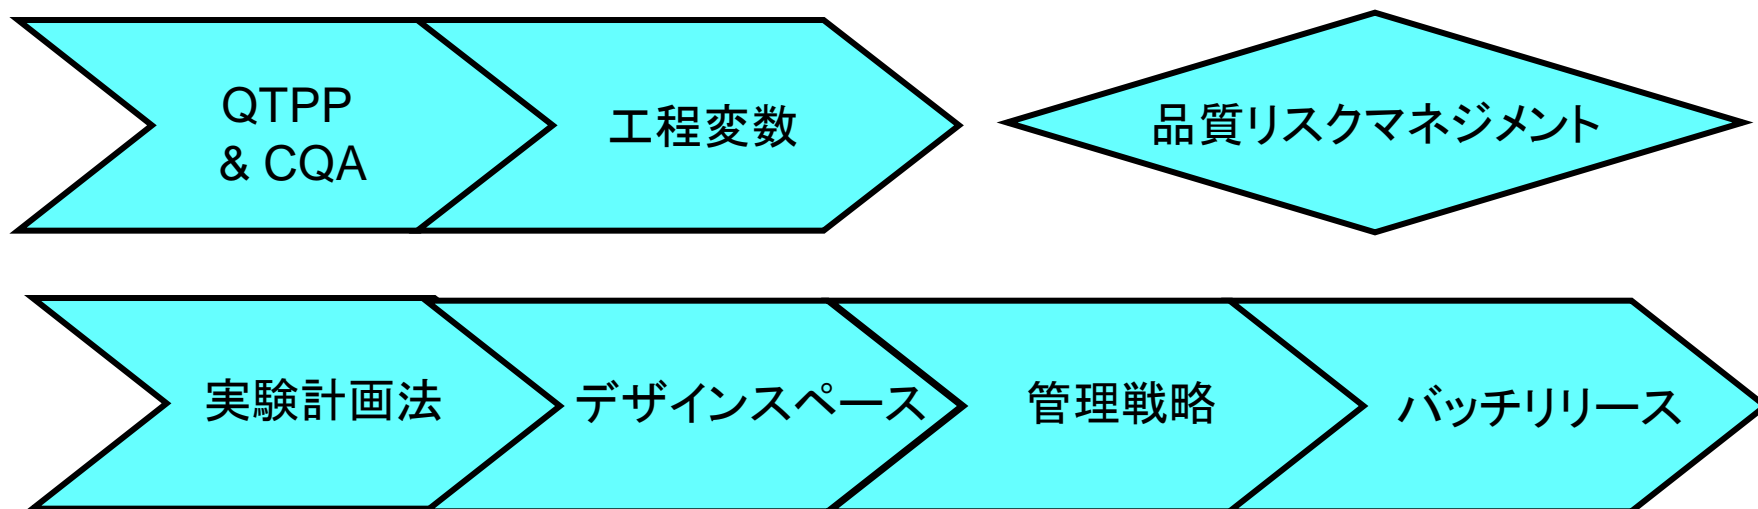 QTPP
& CQA
工程変数
品質リスクマネジメント
実験計画法
デザインスペース
管理戦略
バッチリリース